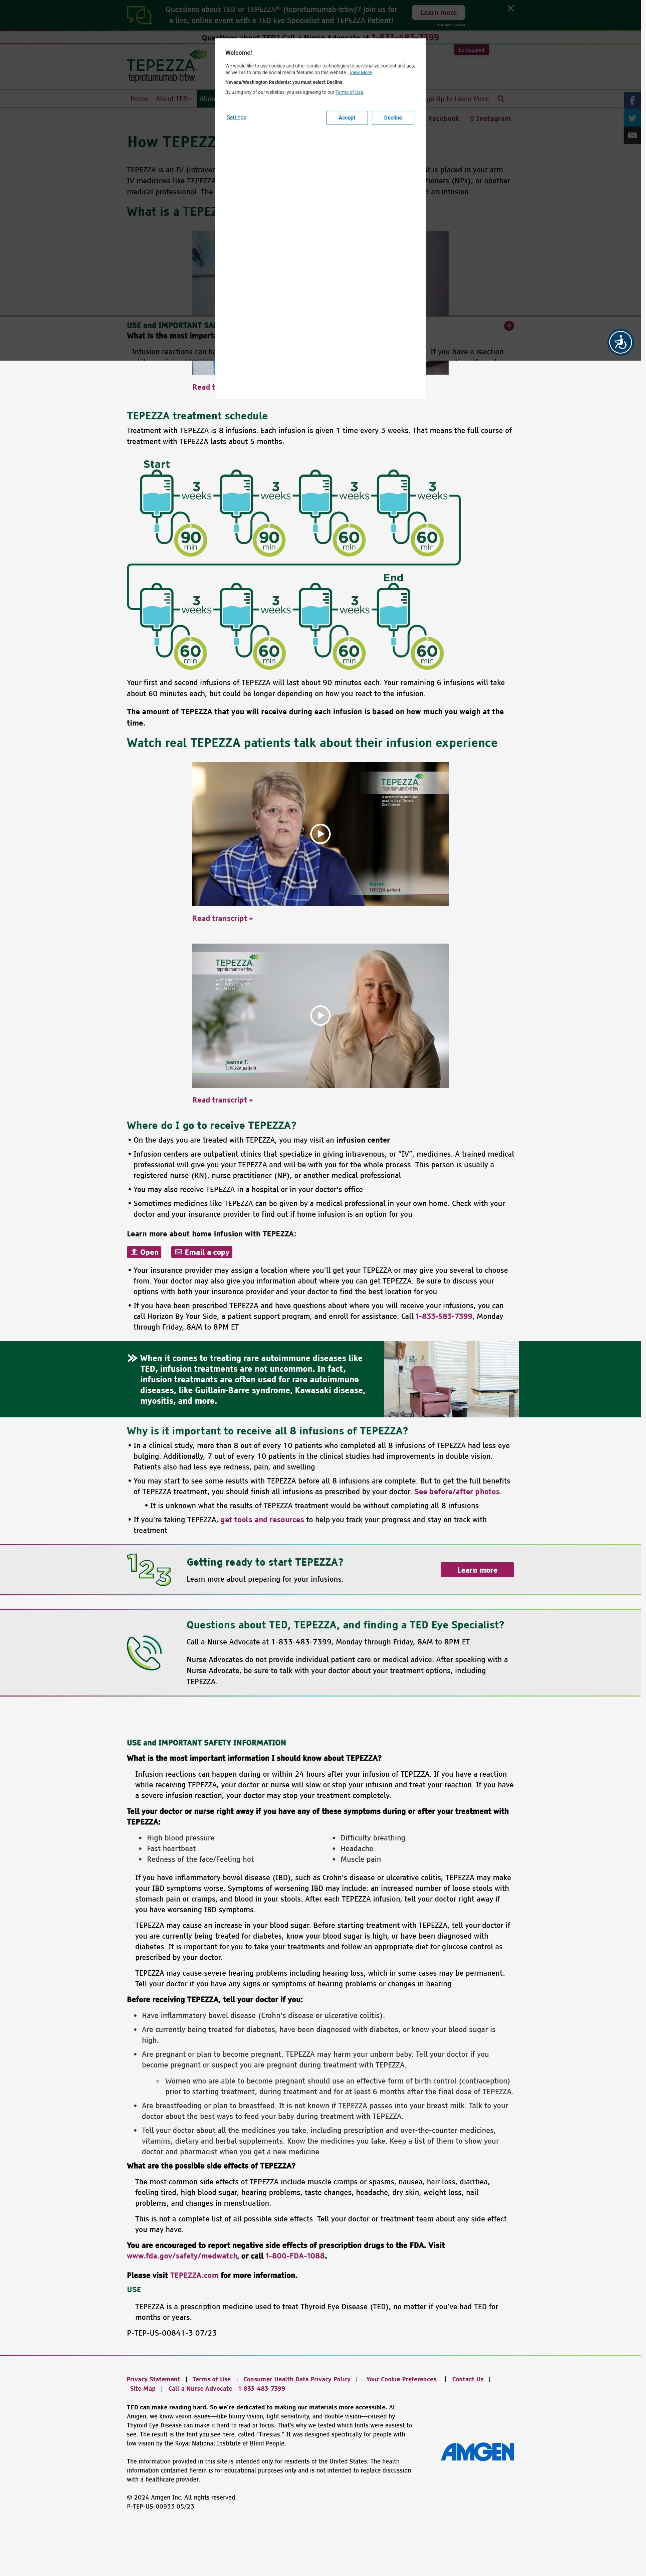 Questions about TED or TEPEZZA® (teprotumumab-trbw)? Join us for
a live, online event with a TED Eye Specialist and TEPEZZA Patient!
Learn more
Questions about TED? Call a Nurse Advocate at 1-833-483-7399
En Español
TEPEZZA
teprotumumab-trbw
Home About TED
Sign Up to Learn More
Facebook Instagram
How TEPEZZ
TEPEZZA is an IV (intraven
t is placed in your arm.
IV medicines like TEPEZZA
itioners (NPs), or another
medical professional. The
d an infusion.
What is a TEPEZ
Welcome!
We would like to use cookies and other similar technologies to personalize content and ads,
as well as to provide social media features on this website...View More
Nevada/Washington Residents: you must select Decline.
By using any of our websites, you are agreeing to our Terms of Use
Settings
Accept
Decline
USE and IMPORTANT SA
What is the most importa
Infusion reactions can ha
. If you have a reaction
Read t
TEPEZZA treatment schedule
Treatment with TEPEZZA is 8 infusions. Each infusion is given 1 time every 3 weeks. That means the full course of
treatment with TEPEZZA lasts about 5 months.
Start
3 weeks 3 weeks 3 weeks 3 weeks
90 min 90 min 60 min 60 min
End
3 weeks 3 weeks 3 weeks
60 min 60 min 60 min 60 min
Your first and second infusions of TEPEZZA will last about 90 minutes each. Your remaining 6 infusions will take
about 60 minutes each, but could be longer depending on how you react to the infusion.
The amount of TEPEZZA that you will receive during each infusion is based on how much you weigh at the
time.
Watch real TEPEZZA patients talk about their infusion experience
TEPEZZA
teprotumumab-trbw
Karen
TEPEZZA patient
Read transcript
TEPEZZA
teprotumumab-trbw
Jeanne T.
TEPEZZA patient
Read transcript
Where do I go to receive TEPEZZA?
• On the days you are treated with TEPEZZA, you may visit an infusion center
• Infusion centers are outpatient clinics that specialize in giving intravenous, or “IV”, medicines. A trained medical
professional will give you your TEPEZZA and will be with you for the whole process. This person is usually a
registered nurse (RN), nurse practitioner (NP), or another medical professional
• You may also receive TEPEZZA in a hospital or in your doctor's office
• Sometimes medicines like TEPEZZA can be given by a medical professional in your own home. Check with your
doctor and your insurance provider to find out if home infusion is an option for you
Learn more about home infusion with TEPEZZA:
Open
Email a copy
• Your insurance provider may assign a location where you'll get your TEPEZZA or may give you several to choose
from. Your doctor may also give you information about where you can get TEPEZZA. Be sure to discuss your
options with both your insurance provider and your doctor to find the best location for you
• If you have been prescribed TEPEZZA and have questions about where you will receive your infusions, you can
call Horizon By Your Side, a patient support program, and enroll for assistance. Call 1-833-583-7399, Monday
through Friday, 8AM to 8PM ET
When it comes to treating rare autoimmune diseases like
TED, infusion treatments are not uncommon. In fact,
infusion treatments are often used for rare autoimmune
diseases, like Guillain-Barre syndrome, Kawasaki disease,
myositis, and more.
Why is it important to receive all 8 infusions of TEPEZZA?
• In a clinical study, more than 8 out of every 10 patients who completed all 8 infusions of TEPEZZA had less eye
bulging. Additionally, 7 out of every 10 patients in the clinical studies had improvements in double vision.
Patients also had less eye redness, pain, and swelling
• You may start to see some results with TEPEZZA before all 8 infusions are complete. But to get the full benefits
of TEPEZZA treatment, you should finish all infusions as prescribed by your doctor. See before/after photos.
• It is unknown what the results of TEPEZZA treatment would be without completing all 8 infusions
• If you're taking TEPEZZA, get tools and resources to help you track your progress and stay on track with
treatment
123
Getting ready to start TEPEZZA?
Learn more about preparing for your infusions.
Learn more
Questions about TED, TEPEZZA, and finding a TED Eye Specialist?
Call a Nurse Advocate at 1-833-483-7399, Monday through Friday, 8AM to 8PM ET.
Nurse Advocates do not provide individual patient care or medical advice. After speaking with a
Nurse Advocate, be sure to talk with your doctor about your treatment options, including
TEPEZZA.
USE and IMPORTANT SAFETY INFORMATION
What is the most important information I should know about TEPEZZA?
Infusion reactions can happen during or within 24 hours after your infusion of TEPEZZA. If you have a reaction
while receiving TEPEZZA, your doctor or nurse will slow or stop your infusion and treat your reaction. If you have
a severe infusion reaction, your doctor may stop your treatment completely.
Tell your doctor or nurse right away if you have any of these symptoms during or after your treatment with
TEPEZZA:
• High blood pressure
• Fast heartbeat
• Redness of the face/Feeling hot
• Difficulty breathing
• Headache
• Muscle pain
If you have inflammatory bowel disease (IBD), such as Crohn's disease or ulcerative colitis, TEPEZZA may make
your IBD symptoms worse. Symptoms of worsening IBD may include: an increased number of loose stools with
stomach pain or cramps, and blood in your stools. After each TEPEZZA infusion, tell your doctor right away if
you have worsening IBD symptoms.
TEPEZZA may cause an increase in your blood sugar. Before starting treatment with TEPEZZA, tell your doctor if
you are currently being treated for diabetes, know your blood sugar is high, or have been diagnosed with
diabetes. It is important for you to take your treatments and follow an appropriate diet for glucose control as
prescribed by your doctor.
TEPEZZA may cause severe hearing problems including hearing loss, which in some cases may be permanent.
Tell your doctor if you have any signs or symptoms of hearing problems or changes in hearing.
Before receiving TEPEZZA, tell your doctor if you:
• Have inflammatory bowel disease (Crohn's disease or ulcerative colitis).
• Are currently being treated for diabetes, have been diagnosed with diabetes, or know your blood sugar is
high.
• Are pregnant or plan to become pregnant. TEPEZZA may harm your unborn baby. Tell your doctor if you
become pregnant or suspect you are pregnant during treatment with TEPEZZA.
○ Women who are able to become pregnant should use an effective form of birth control (contraception)
prior to starting treatment, during treatment and for at least 6 months after the final dose of TEPEZZA.
• Are breastfeeding or plan to breastfeed. It is not known if TEPEZZA passes into your breast milk. Talk to your
doctor about the best ways to feed your baby during treatment with TEPEZZA.
• Tell your doctor about all the medicines you take, including prescription and over-the-counter medicines,
vitamins, dietary and herbal supplements. Know the medicines you take. Keep a list of them to show your
doctor and pharmacist when you get a new medicine.
What are the possible side effects of TEPEZZA?
The most common side effects of TEPEZZA include muscle cramps or spasms, nausea, hair loss, diarrhea,
feeling tired, high blood sugar, hearing problems, taste changes, headache, dry skin, weight loss, nail
problems, and changes in menstruation.
This is not a complete list of all possible side effects. Tell your doctor or treatment team about any side effect
you may have.
You are encouraged to report negative side effects of prescription drugs to the FDA. Visit
www.fda.gov/safety/medwatch, or call 1-800-FDA-1088.
Please visit TEPEZZA.com for more information.
USE
TEPEZZA is a prescription medicine used to treat Thyroid Eye Disease (TED), no matter if you've had TED for
months or years.
P-TEP-US-00841-3 07/23
Privacy Statement | Terms of Use | Consumer Health Data Privacy Policy | Your Cookie Preferences | Contact Us |
Site Map | Call a Nurse Advocate - 1-833-483-7399
TED can make reading hard. So we're dedicated to making our materials more accessible. At
Amgen, we know vision issues—like blurry vision, light sensitivity, and double vision—caused by
Thyroid Eye Disease can make it hard to read or focus. That's why we tested which fonts were easiest to
see. The result is the font you see here, called “Tiresias.” It was designed specifically for people with
low vision by the Royal National Institute of Blind People.
AMGEN
The information provided in this site is intended only for residents of the United States. The health
information contained herein is for educational purposes only and is not intended to replace discussion
with a healthcare provider.
© 2024 Amgen Inc. All rights reserved.
P-TEP-US-00933 05/23